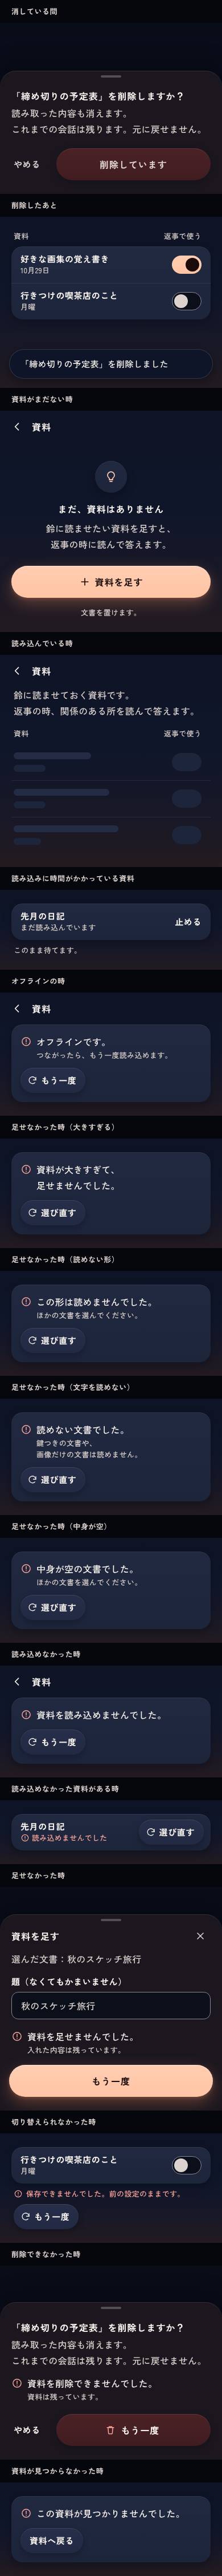 消している間
「締め切りの予定表」を削除しますか？
読み取った内容も消えます。
これまでの会話は残ります。元に戻せません。
やめる
削除しています
削除したあと
資料
返事で使う
好きな画集の覚え書き
10月29日
行きつけの喫茶店のこと
月曜
「締め切りの予定表」を削除しました
資料がまだない時
資料
まだ、資料はありません
鈴に読ませたい資料を足すと、
返事の時に読んで答えます。
資料を足す
文書を置けます。
読み込んでいる時
資料
鈴に読ませておく資料です。
返事の時、関係のある所を読んで答えます。
資料
返事で使う
読み込みに時間がかかっている資料
先月の日記
まだ読み込んでいます
止める
このまま待てます。
オフラインの時
資料
オフラインです。
つながったら、もう一度読み込めます。
もう一度
足せなかった時（大きすぎる）
資料が大きすぎて、
足せませんでした。
選び直す
足せなかった時（読めない形）
この形は読めませんでした。
ほかの文書を選んでください。
選び直す
足せなかった時（文字を読めない）
読めない文書でした。
鍵つきの文書や、
画像だけの文書は読めません。
選び直す
足せなかった時（中身が空）
中身が空の文書でした。
ほかの文書を選んでください。
選び直す
読み込めなかった時
資料
資料を読み込めませんでした。
もう一度
読み込めなかった資料がある時
先月の日記
読み込めませんでした
選び直す
足せなかった時
資料を足す
選んだ文書：秋のスケッチ旅行
題（なくてもかまいません）
秋のスケッチ旅行
資料を足せませんでした。
入れた内容は残っています。
もう一度
切り替えられなかった時
行きつけの喫茶店のこと
月曜
保存できませんでした。前の設定のままです。
もう一度
削除できなかった時
「締め切りの予定表」を削除しますか？
読み取った内容も消えます。
これまでの会話は残ります。元に戻せません。
資料を削除できませんでした。
資料は残っています。
やめる
もう一度
資料が見つからなかった時
この資料が見つかりませんでした。
資料へ戻る